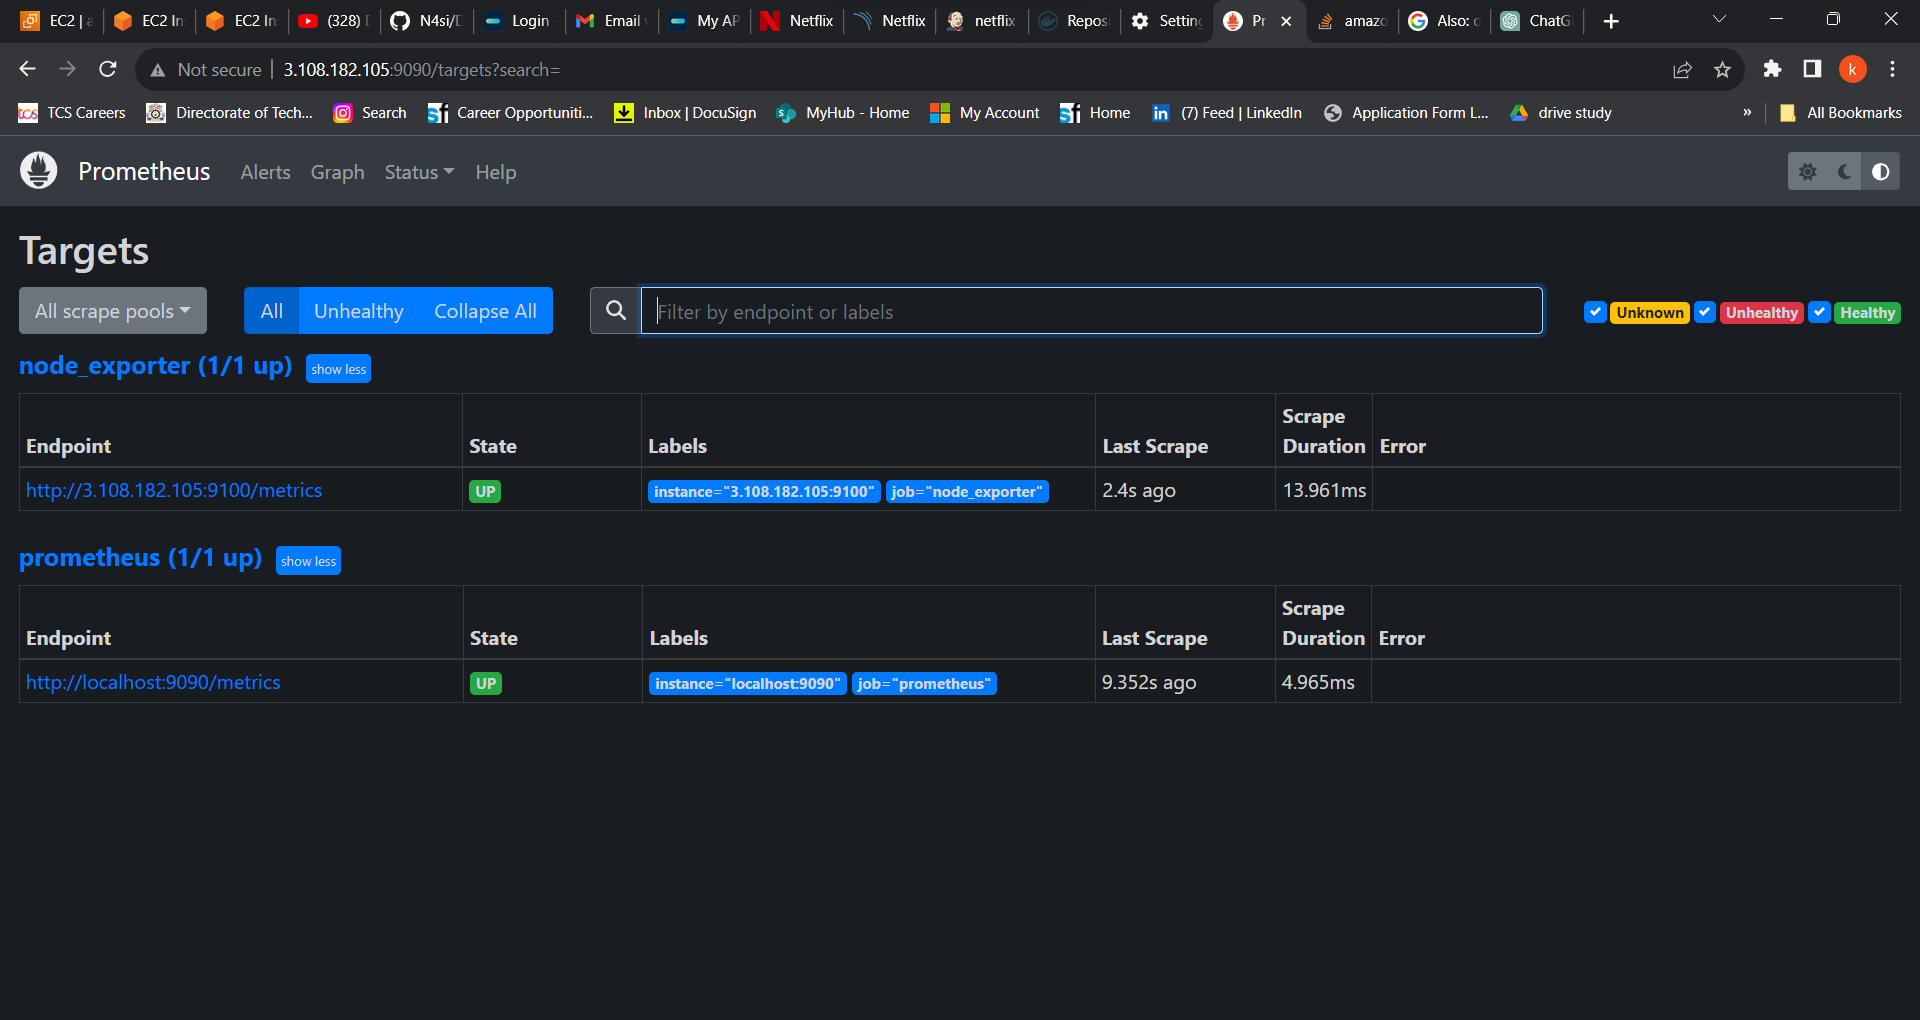 EC2 | a
EC2 In
EC2 In
(328)
N4si/D
Login
Email
My AP
Netflix
Netflix
netflix
Reposi
Setting
Pr
amazo
Also: c
ChatG
Not secure
3.108.182.105:9090/targets?search=
k
TCS Careers
Directorate of Tech...
Search
Career Opportuniti...
Inbox | DocuSign
MyHub - Home
My Account
Home
(7) Feed | LinkedIn
Application Form L...
drive study
»
All Bookmarks
Prometheus
Alerts
Graph
Status
Help
Targets
All scrape pools
All
Unhealthy
Collapse All
Filter by endpoint or labels
Unknown
Unhealthy
Healthy
node_exporter (1/1 up)
show less
Endpoint
State
Labels
Last Scrape
Scrape Duration
Error
http://3.108.182.105:9100/metrics
UP
instance="3.108.182.105:9100"
job="node_exporter"
2.4s ago
13.961ms
prometheus (1/1 up)
show less
Endpoint
State
Labels
Last Scrape
Scrape Duration
Error
http://localhost:9090/metrics
UP
instance="localhost:9090"
job="prometheus"
9.352s ago
4.965ms